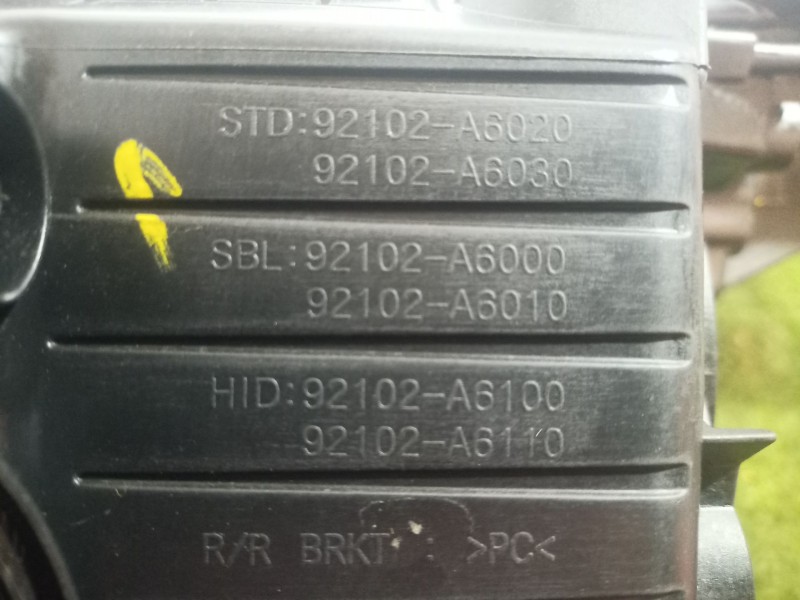 STD:92102-A6020
92102-A6030
SBL:92102-A6000
92102-A6010
HID:92102-A6100
92102-A6110
R/R BRKT : >PC<